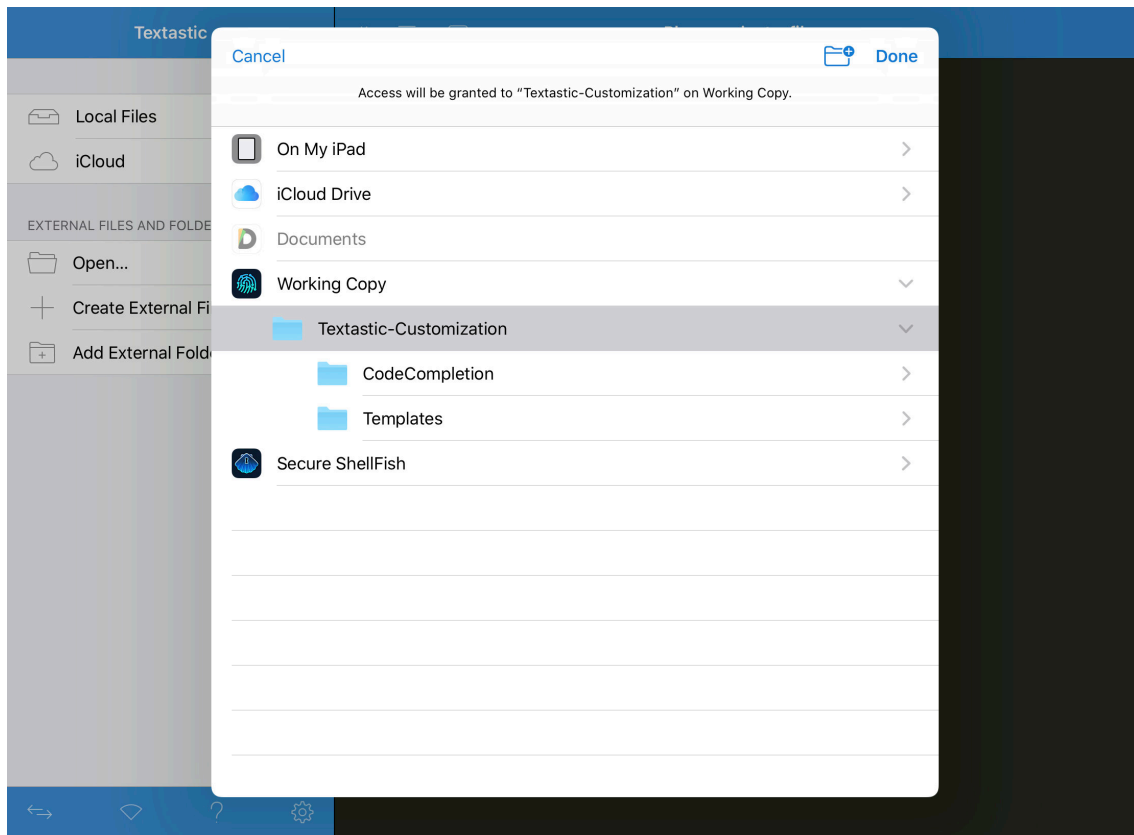 Textastic
Cancel
Done
Access will be granted to “Textastic-Customization” on Working Copy.
Local Files
iCloud
EXTERNAL FILES AND FOLDE
Open...
Create External Fi
Add External Fold
On My iPad
iCloud Drive
Documents
Working Copy
Textastic-Customization
CodeCompletion
Templates
Secure ShellFish